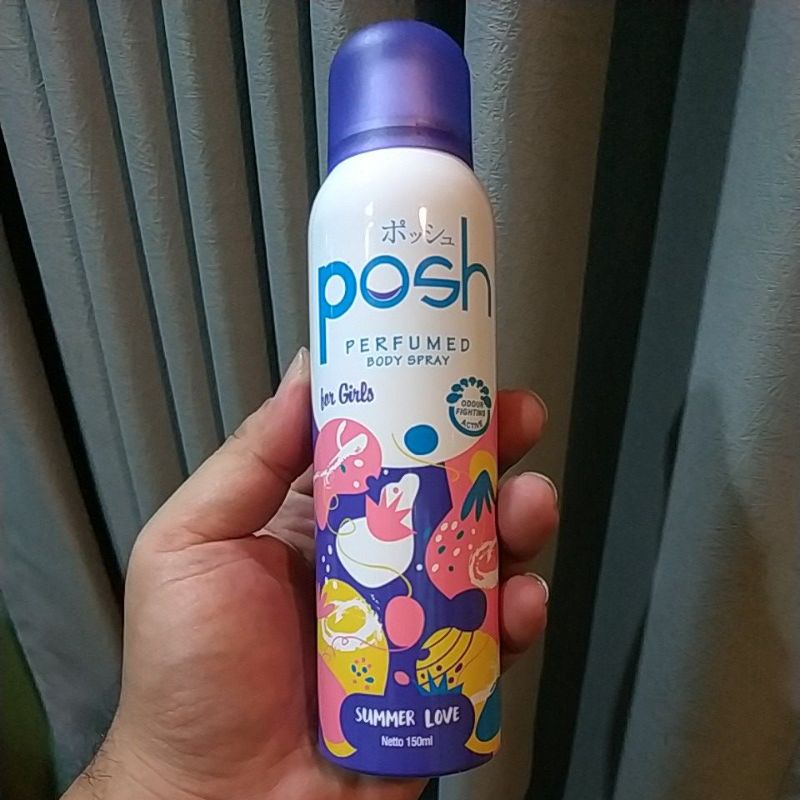 ポッシュ
posh
PERFUMED
BODY SPRAY
for Girls
ODOUR
FIGHTING
ACTIVE
SUMMER LOVE
Netto 150ml